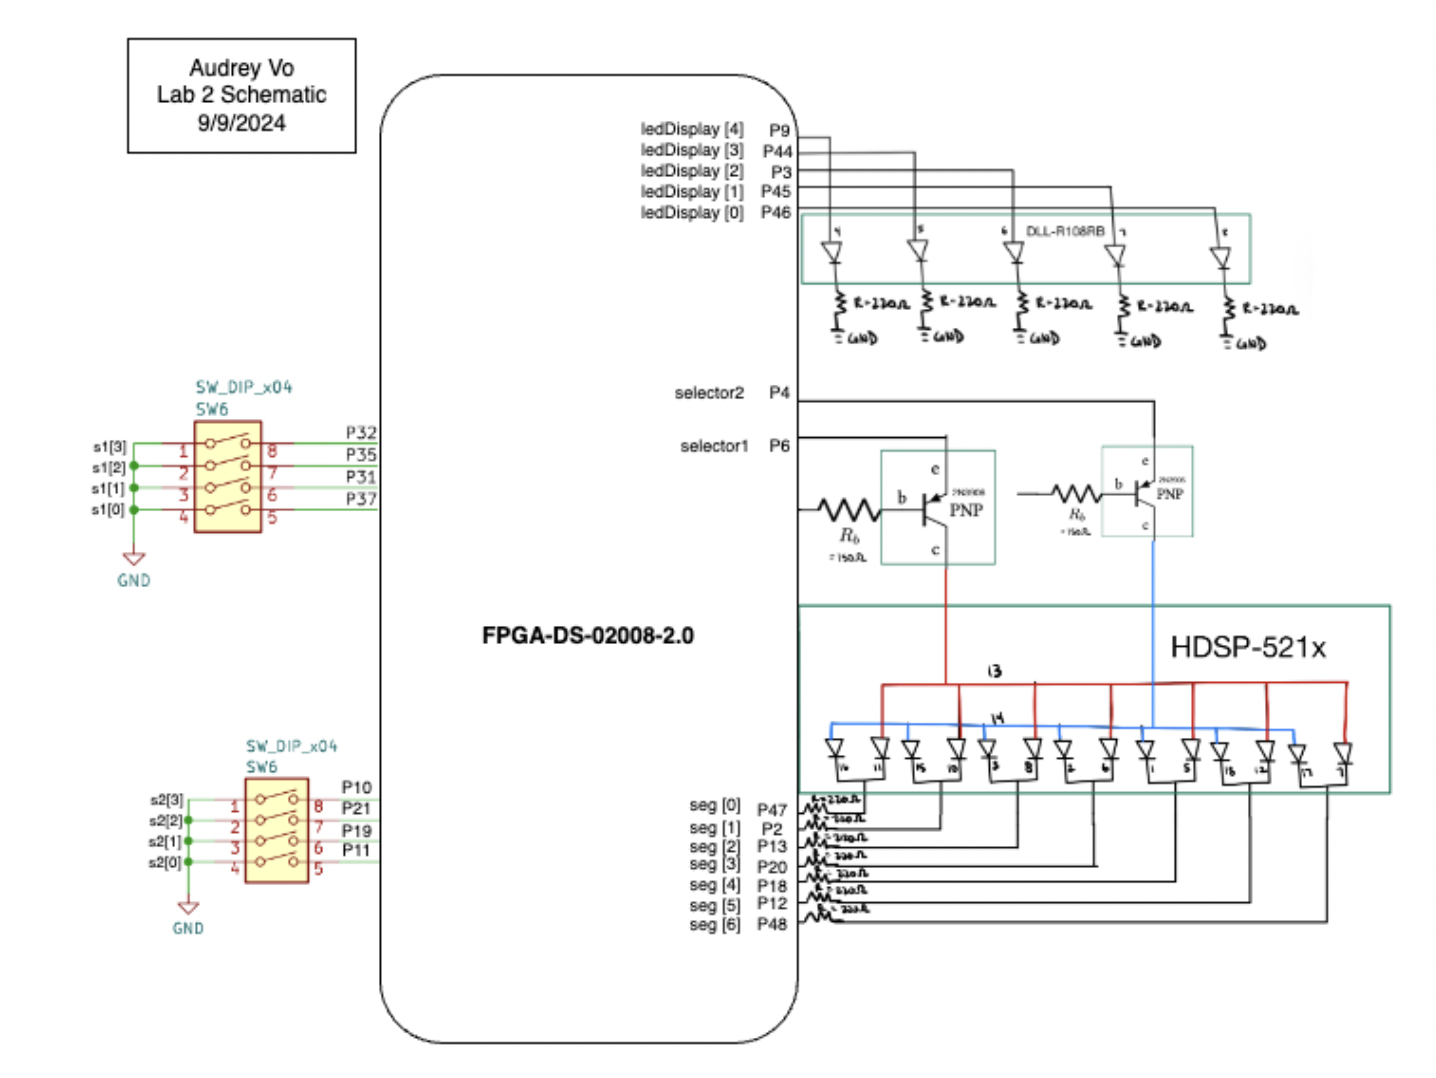 Audrey Vo
Lab 2 Schematic
9/9/2024
ledDisplay [4] P9
ledDisplay [3] P44
ledDisplay [2] P3
ledDisplay [1] P45
ledDisplay [0] P46
DLL-R108RB
4 5 6 7 8
R=220Ω R=220Ω R=220Ω R=220Ω R=220Ω
GND GND GND GND GND
selector2 P4
selector1 P6
SW_DIP_x04
SW6
s1[3] 1 8 P32
s1[2] 2 7 P35
s1[1] 3 6 P31
s1[0] 4 5 P37
GND
e
b 2N3906
PNP
Rb
=150Ω
c
e
b 2N3906
PNP
Rb
=150Ω
c
FPGA-DS-02008-2.0
HDSP-521x
13
14
16 11 15 10 3 8 2 6 1 5 18 12 17 7
SW_DIP_x04
SW6
s2[3] 1 8 P10
s2[2] 2 7 P21
s2[1] 3 6 P19
s2[0] 4 5 P11
GND
seg [0] P47 R=220Ω
seg [1] P2 220Ω
seg [2] P13 220Ω
seg [3] P20 220Ω
seg [4] P18 220Ω
seg [5] P12 R=220Ω
seg [6] P48 R=220Ω